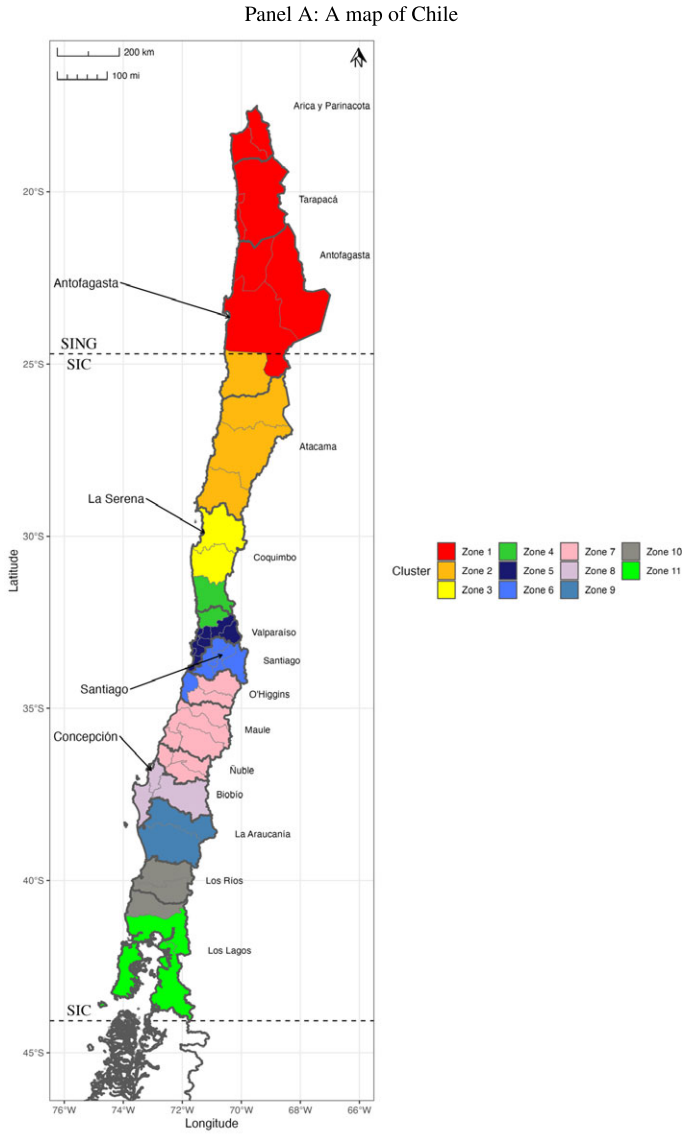 Panel A: A map of Chile
200 km
100 mi
N
Arica y Parinacota
20°S
Tarapacá
Antofagasta
Antofagasta
SING
SIC
25°S
Atacama
La Serena
30°S
Coquimbo
Latitude
Valparaíso
Santiago
Santiago
O'Higgins
35°S
Maule
Concepción
Ñuble
Biobío
La Araucanía
40°S
Los Ríos
Los Lagos
SIC
45°S
76°W 74°W 72°W 70°W 68°W 66°W
Longitude
Cluster
Zone 1 Zone 4 Zone 7 Zone 10
Zone 2 Zone 5 Zone 8 Zone 11
Zone 3 Zone 6 Zone 9